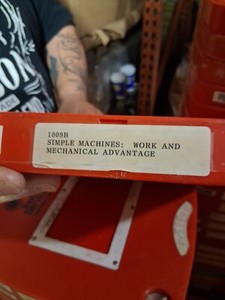 1009B
SIMPLE MACHINES: WORK AND
MECHANICAL ADVANTAGE